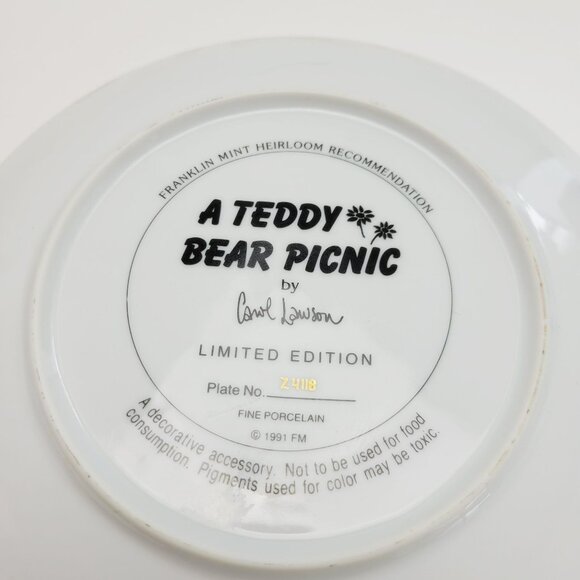 FRANKLIN MINT HEIRLOOM RECOMMENDATION
A TEDDY
BEAR PICNIC
by
Carol Lawson
LIMITED EDITION
Plate No. Z4118
FINE PORCELAIN
© 1991 FM
A decorative accessory. Not to be used for food
consumption. Pigments used for color may be toxic.